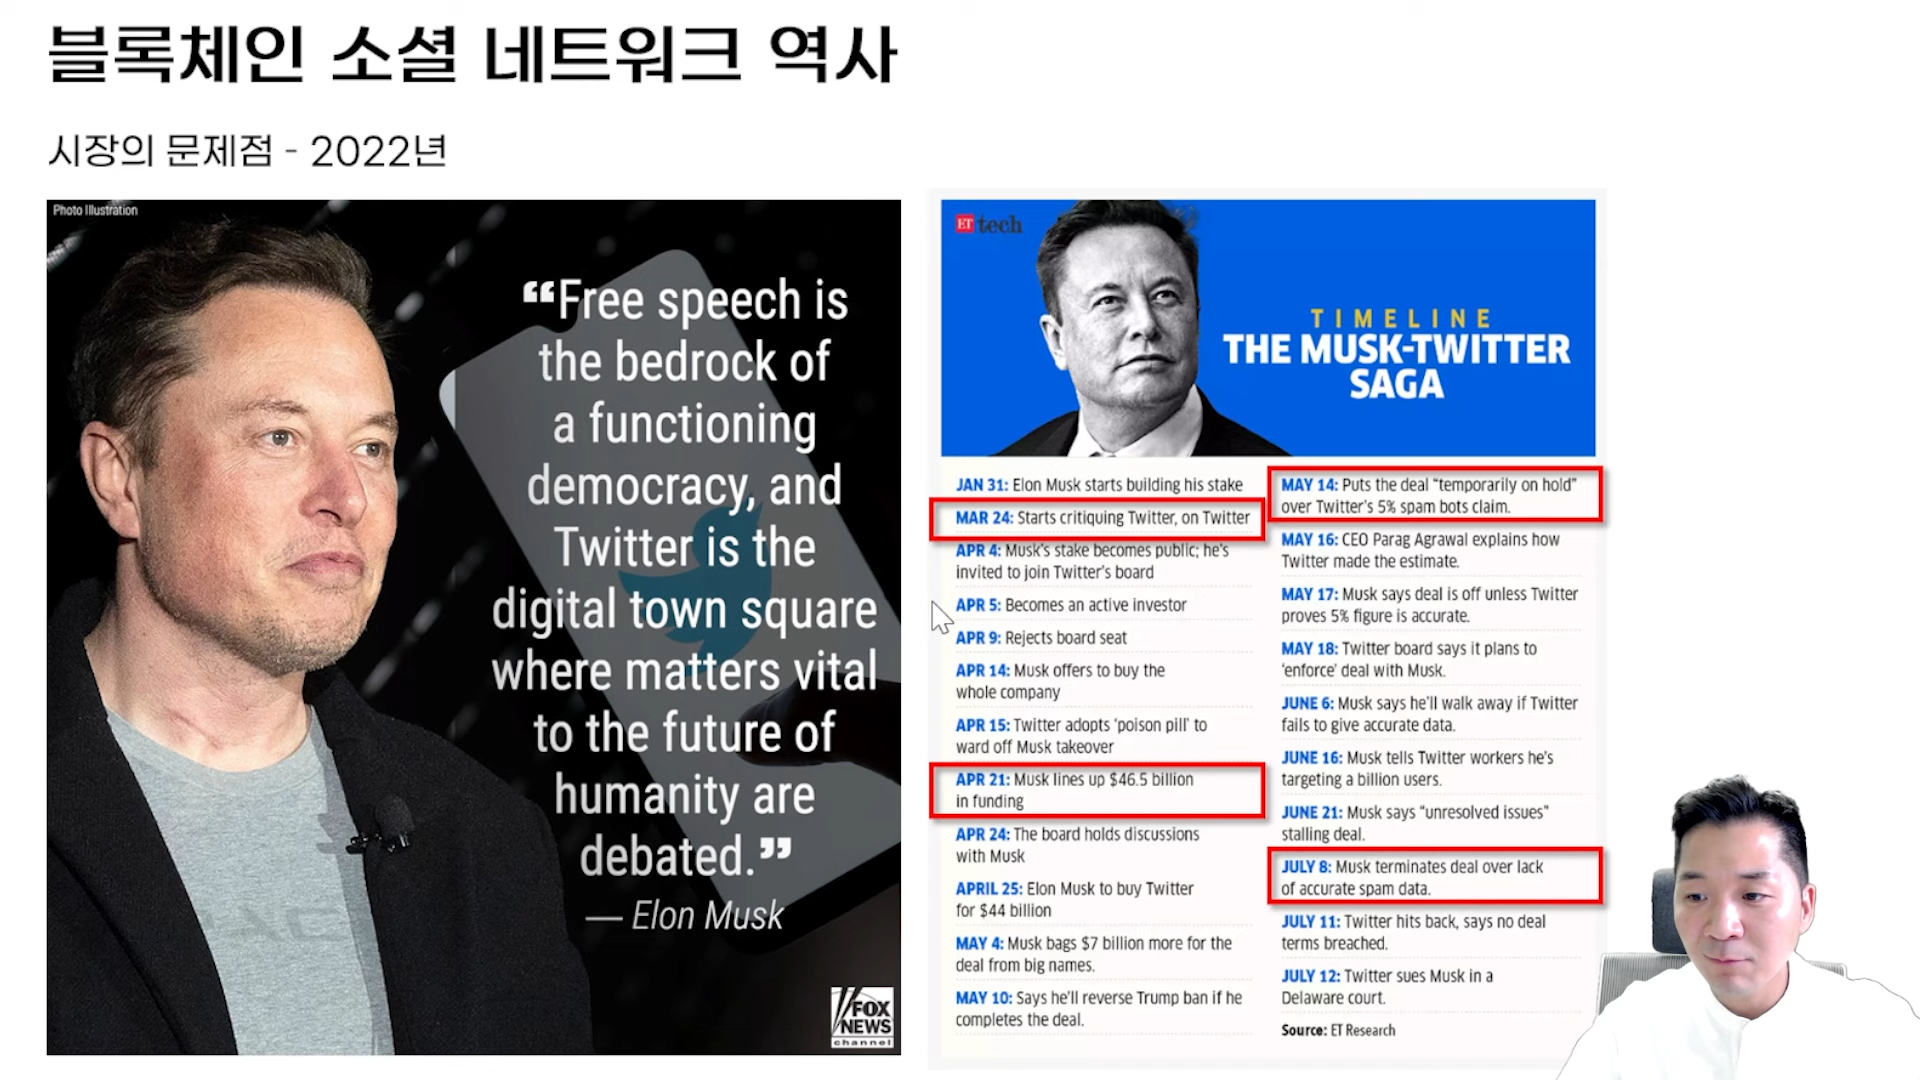 블록체인 소셜 네트워크 역사
시장의 문제점 - 2022년
Photo Illustration
“Free speech is
the bedrock of
a functioning
democracy, and
Twitter is the
digital town square
where matters vital
to the future of
humanity are
debated.”
— Elon Musk
FOX
NEWS
channel
ET tech
TIMELINE
THE MUSK-TWITTER
SAGA
JAN 31: Elon Musk starts building his stake
MAR 24: Starts critiquing Twitter, on Twitter
APR 4: Musk's stake becomes public; he's
invited to join Twitter's board
APR 5: Becomes an active investor
APR 9: Rejects board seat
APR 14: Musk offers to buy the
whole company
APR 15: Twitter adopts 'poison pill' to
ward off Musk takeover
APR 21: Musk lines up $46.5 billion
in funding
APR 24: The board holds discussions
with Musk
APRIL 25: Elon Musk to buy Twitter
for $44 billion
MAY 4: Musk bags $7 billion more for the
deal from big names.
MAY 10: Says he'll reverse Trump ban if he
completes the deal.
MAY 14: Puts the deal “temporarily on hold”
over Twitter's 5% spam bots claim.
MAY 16: CEO Parag Agrawal explains how
Twitter made the estimate.
MAY 17: Musk says deal is off unless Twitter
proves 5% figure is accurate.
MAY 18: Twitter board says it plans to
'enforce' deal with Musk.
JUNE 6: Musk says he'll walk away if Twitter
fails to give accurate data.
JUNE 16: Musk tells Twitter workers he's
targeting a billion users.
JUNE 21: Musk says “unresolved issues”
stalling deal.
JULY 8: Musk terminates deal over lack
of accurate spam data.
JULY 11: Twitter hits back, says no deal
terms breached.
JULY 12: Twitter sues Musk in a
Delaware court.
Source: ET Research